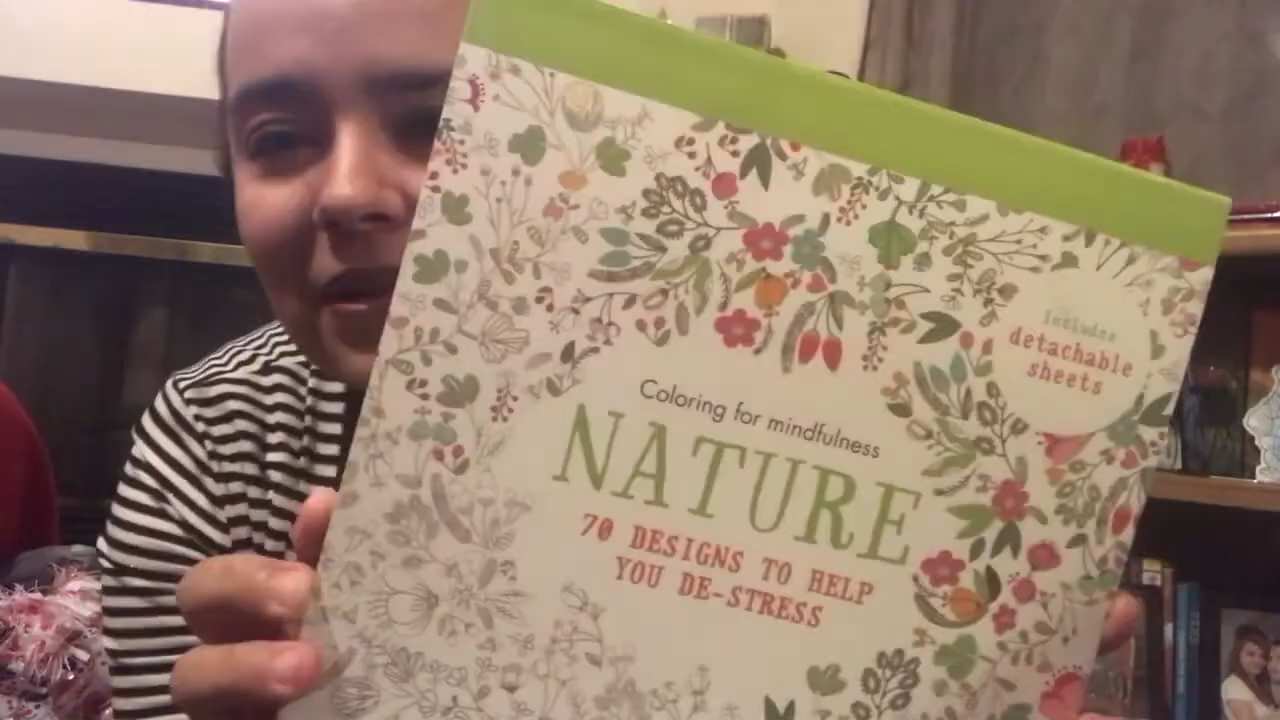 includes
detachable
sheets
Coloring for mindfulness
NATURE
70 DESIGNS TO HELP
YOU DE-STRESS